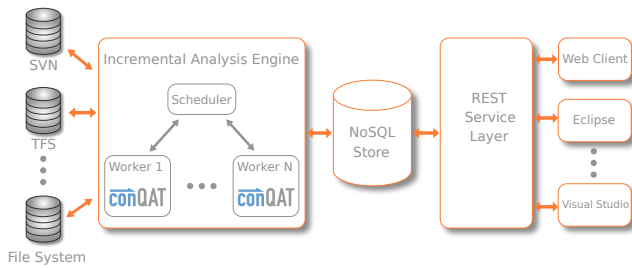 SVN
TFS
File System
Incremental Analysis Engine
Scheduler
Worker 1
conQAT
Worker N
conQAT
NoSQL
Store
REST
Service
Layer
Web Client
Eclipse
Visual Studio